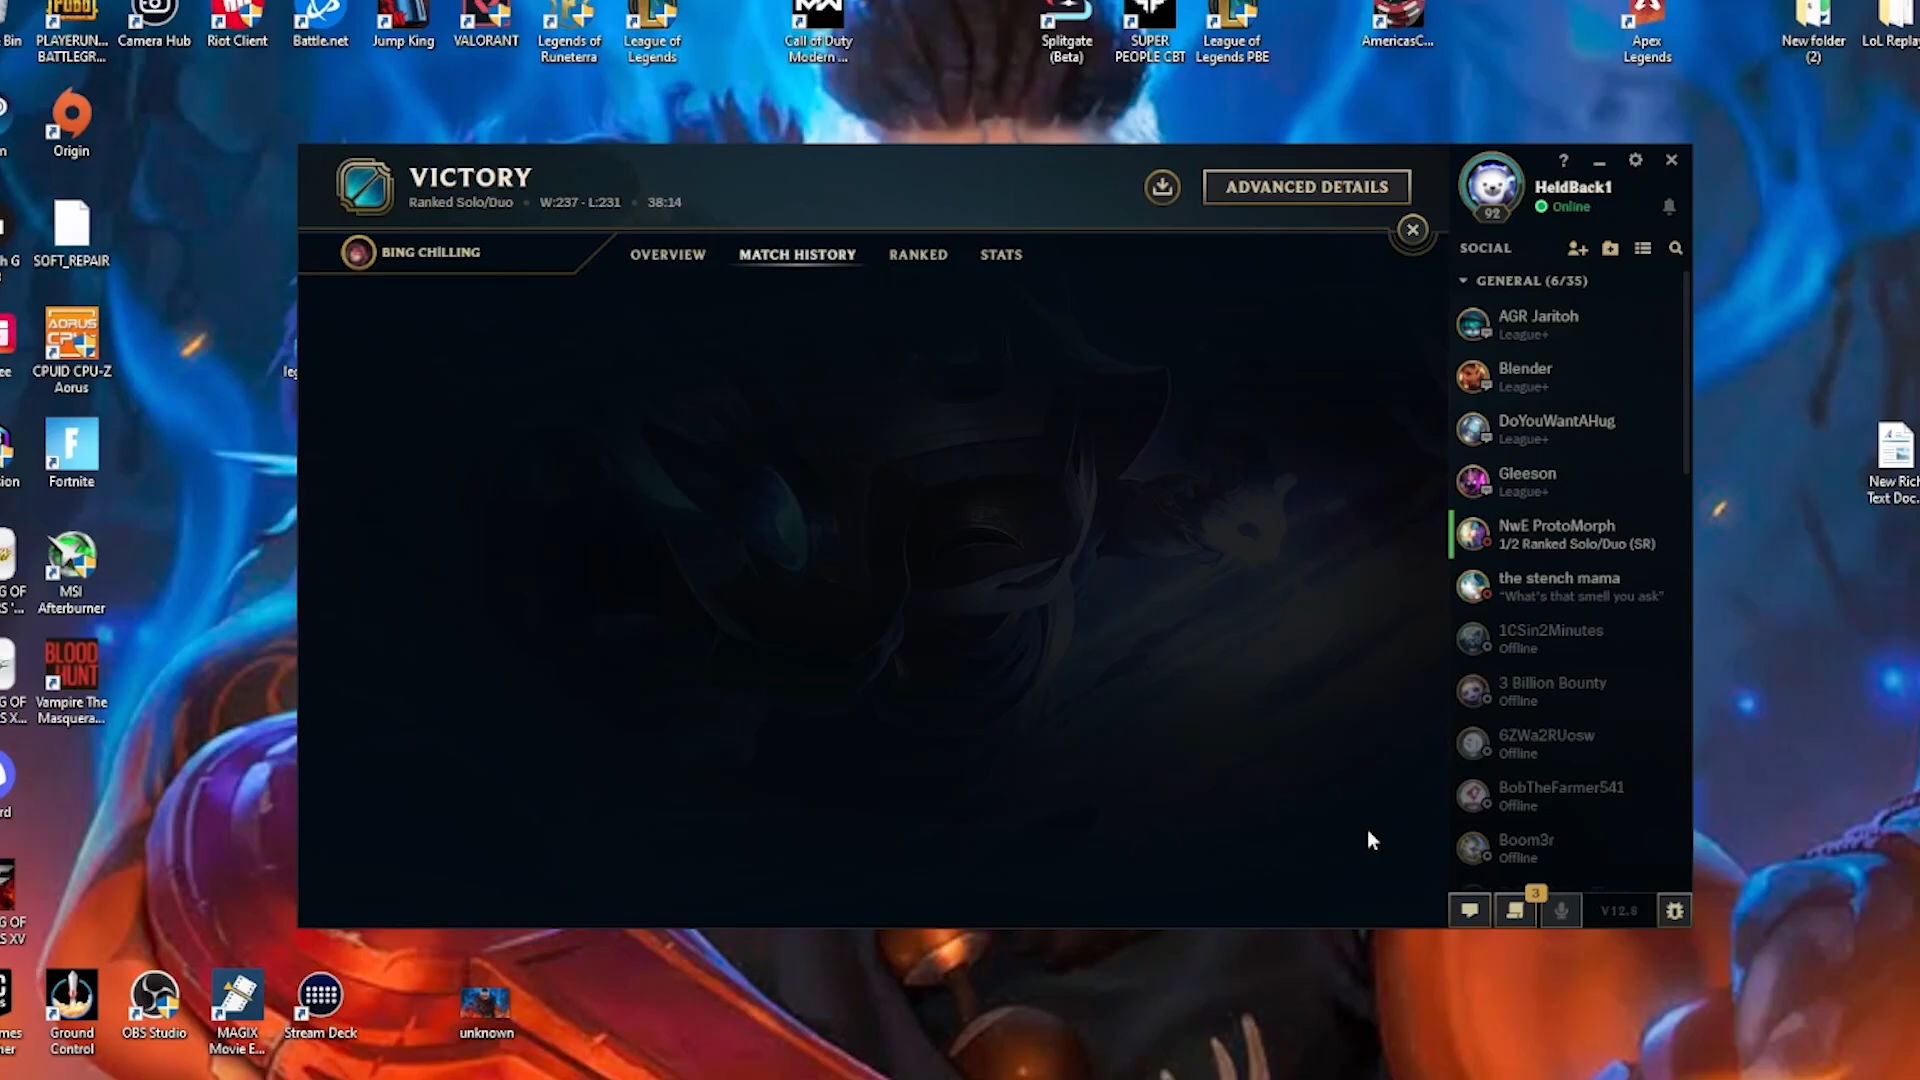 Bin
PLAYERUN...
BATTLEGR...
Camera Hub
Riot Client
Battle.net
Jump King
VALORANT
Legends of
Runeterra
League of
Legends
Call of Duty
Modern ...
Splitgate
(Beta)
SUPER
PEOPLE CBT
League of
Legends PBE
AmericasC...
Apex
Legends
New folder
(2)
LoL Replay
Origin
SOFT_REPAIR
AORUS
CPUID CPU-Z
Aorus
Fortnite
MSI
Afterburner
BLOOD
HUNT
Vampire The
Masquera...
Ground
Control
OBS Studio
MAGIX
Movie E...
Stream Deck
unknown
New Rich
Text Doc...
VICTORY
Ranked Solo/Duo • W:237 - L:231 • 38:14
ADVANCED DETAILS
BING CHILLING
OVERVIEW
MATCH HISTORY
RANKED
STATS
92
HeldBack1
Online
SOCIAL
GENERAL (6/35)
AGR Jaritoh
League+
Blender
League+
DoYouWantAHug
League+
Gleeson
League+
NwE ProtoMorph
1/2 Ranked Solo/Duo (SR)
the stench mama
"What's that smell you ask"
1CSin2Minutes
Offline
3 Billion Bounty
Offline
6ZWa2RUosw
Offline
BobTheFarmer541
Offline
Boom3r
Offline
3
V12.8